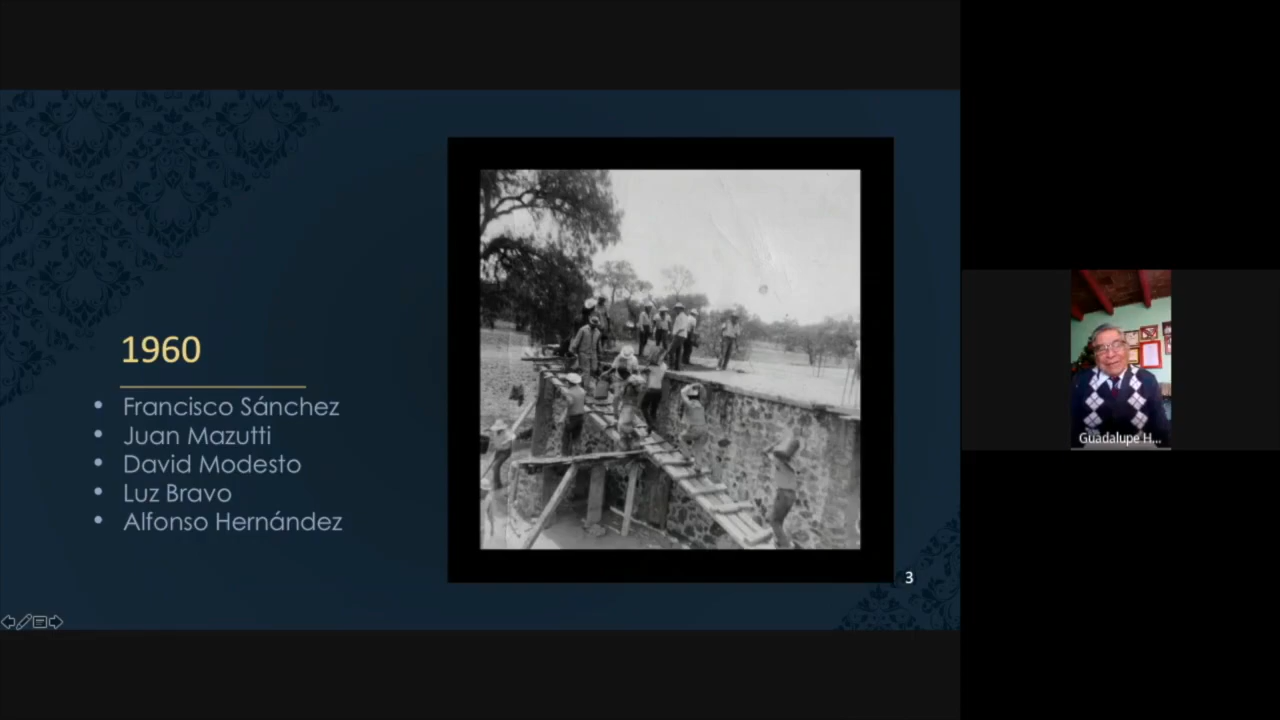 1960
• Francisco Sánchez
• Juan Mazutti
• David Modesto
• Luz Bravo
• Alfonso Hernández
3
Guadalupe H...